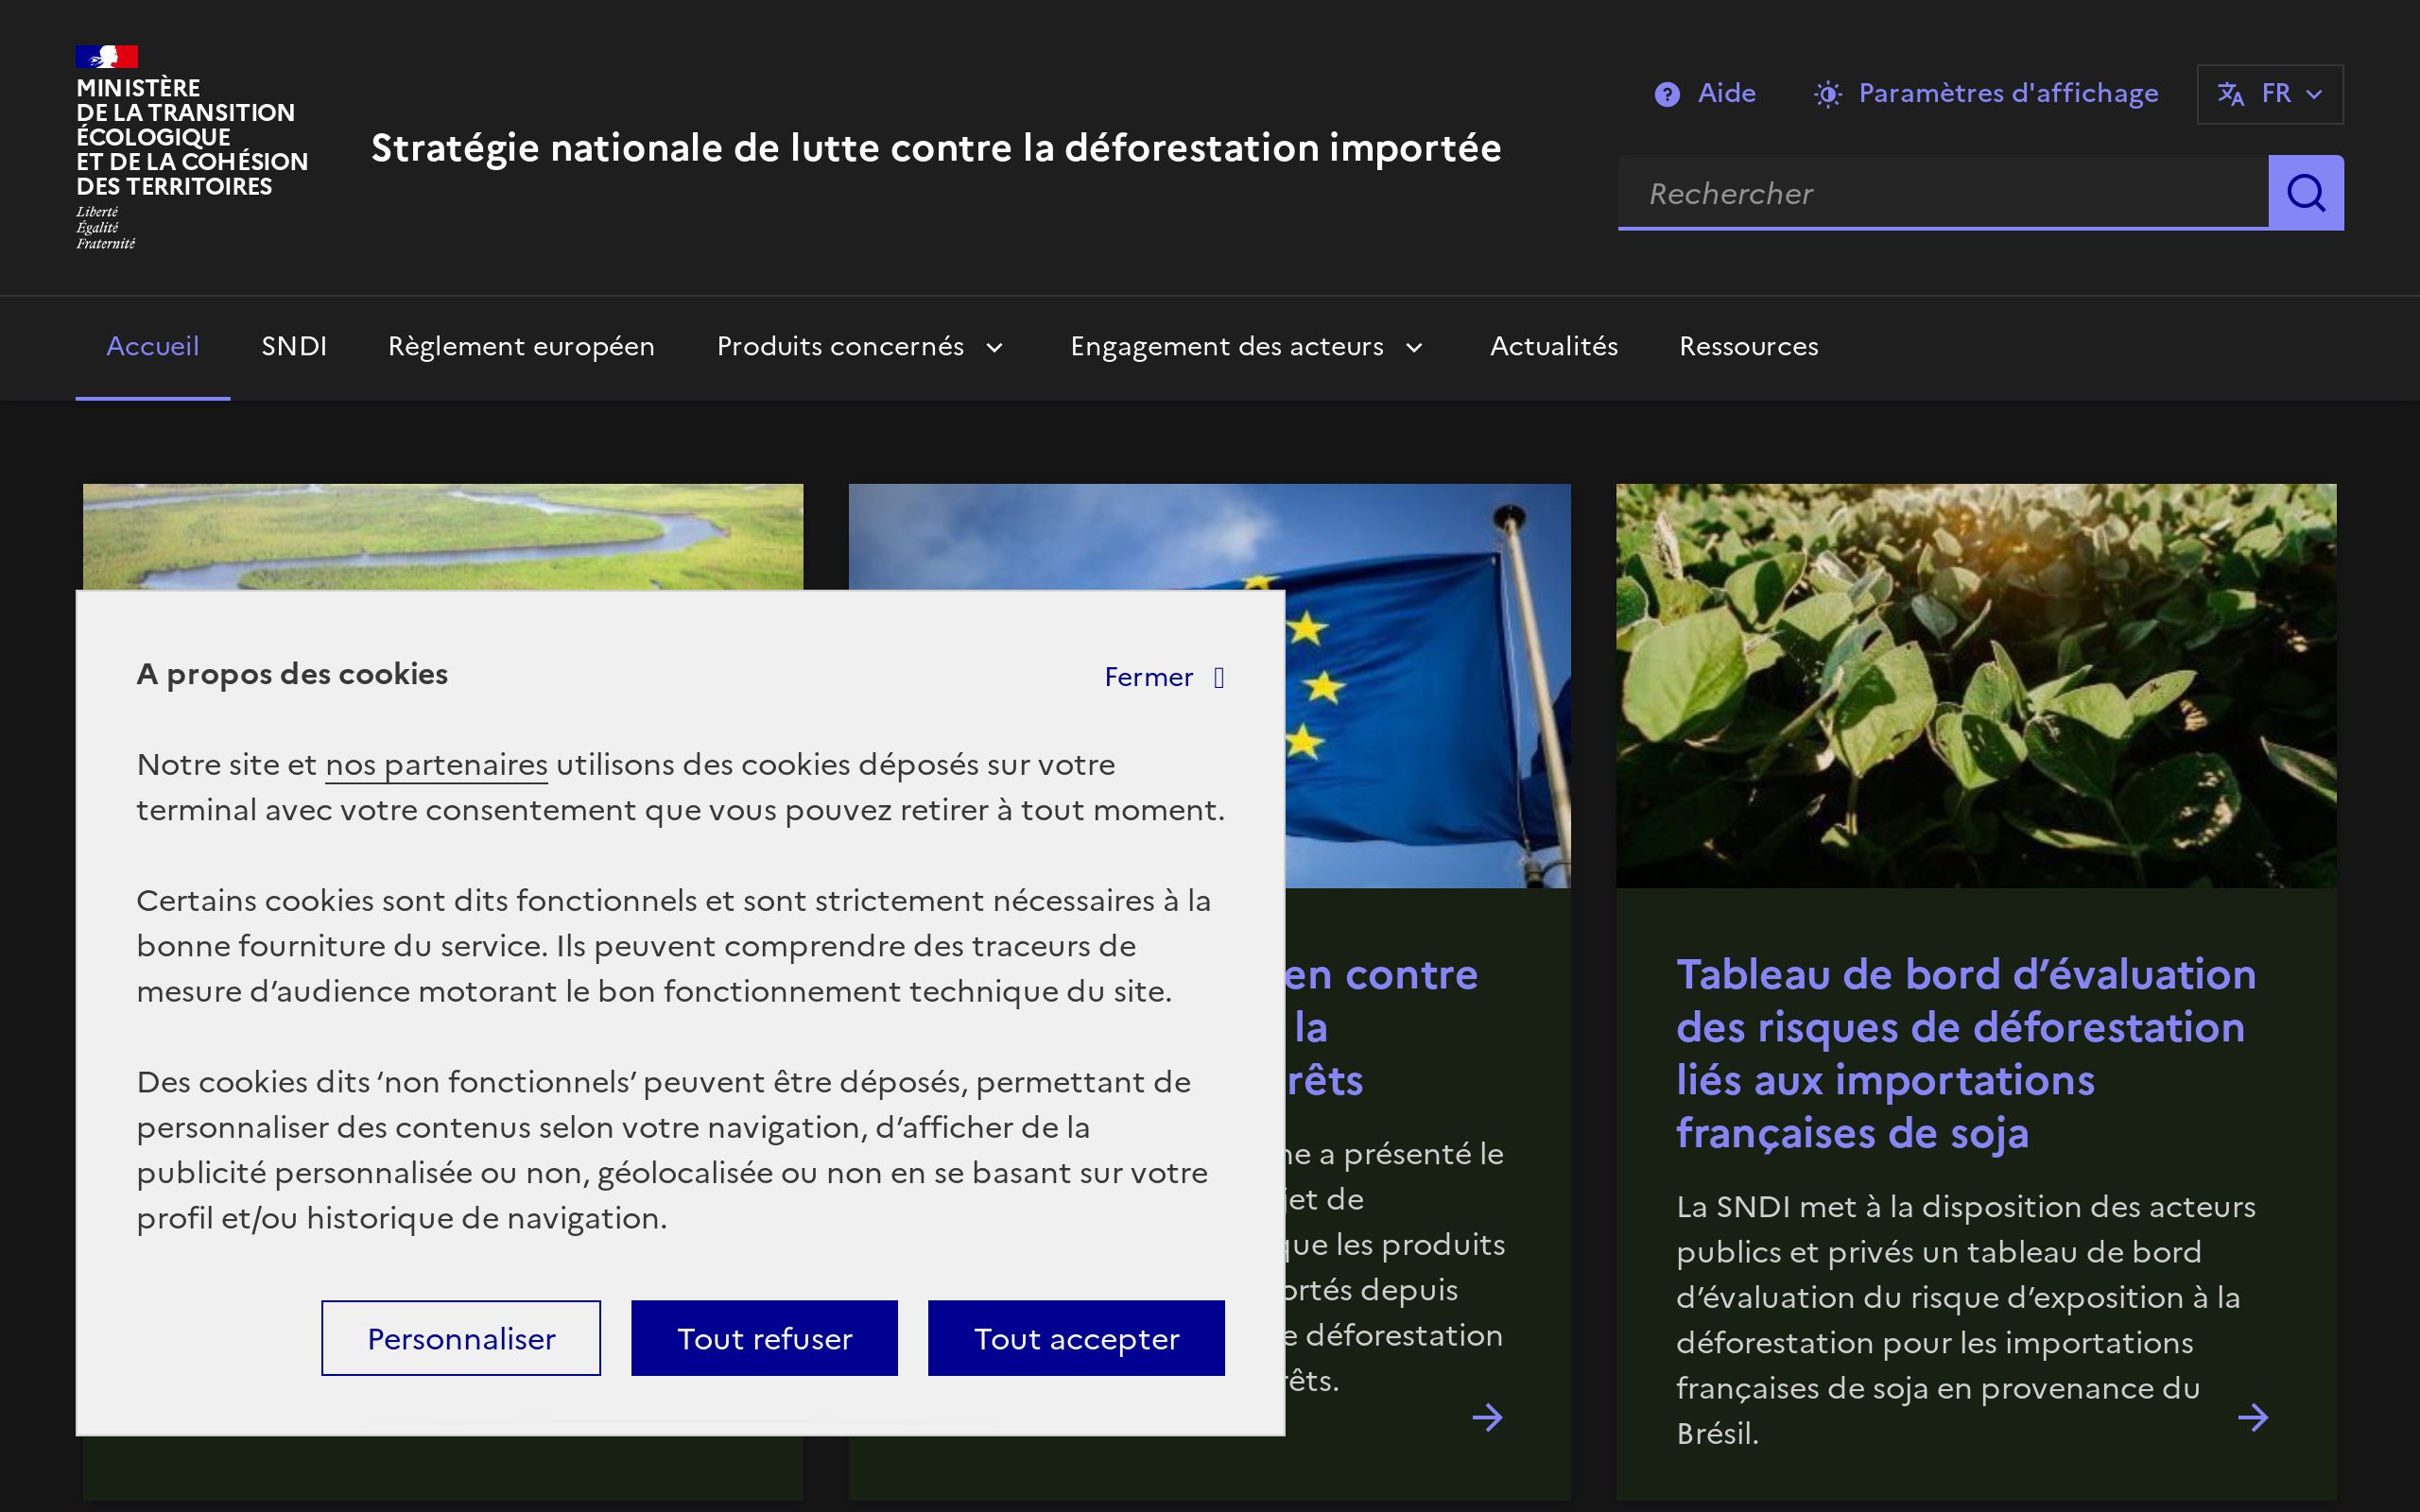 MINISTÈRE
DE LA TRANSITION
ÉCOLOGIQUE
ET DE LA COHÉSION
DES TERRITOIRES
Liberté
Égalité
Fraternité
Stratégie nationale de lutte contre la déforestation importée
Aide
Paramètres d'affichage
FR
Rechercher
Accueil
SNDI
Règlement européen
Produits concernés
Engagement des acteurs
Actualités
Ressources
A propos des cookies
Fermer
Notre site et nos partenaires utilisons des cookies déposés sur votre
terminal avec votre consentement que vous pouvez retirer à tout moment.
Certains cookies sont dits fonctionnels et sont strictement nécessaires à la
bonne fourniture du service. Ils peuvent comprendre des traceurs de
mesure d’audience motorant le bon fonctionnement technique du site.
Des cookies dits ‘non fonctionnels’ peuvent être déposés, permettant de
personnaliser des contenus selon votre navigation, d’afficher de la
publicité personnalisée ou non, géolocalisée ou non en se basant sur votre
profil et/ou historique de navigation.
Personnaliser
Tout refuser
Tout accepter
contre
la
a présenté le
de
les produits
depuis
déforestation
Tableau de bord d’évaluation
des risques de déforestation
liés aux importations
françaises de soja
La SNDI met à la disposition des acteurs
publics et privés un tableau de bord
d’évaluation du risque d’exposition à la
déforestation pour les importations
françaises de soja en provenance du
Brésil.